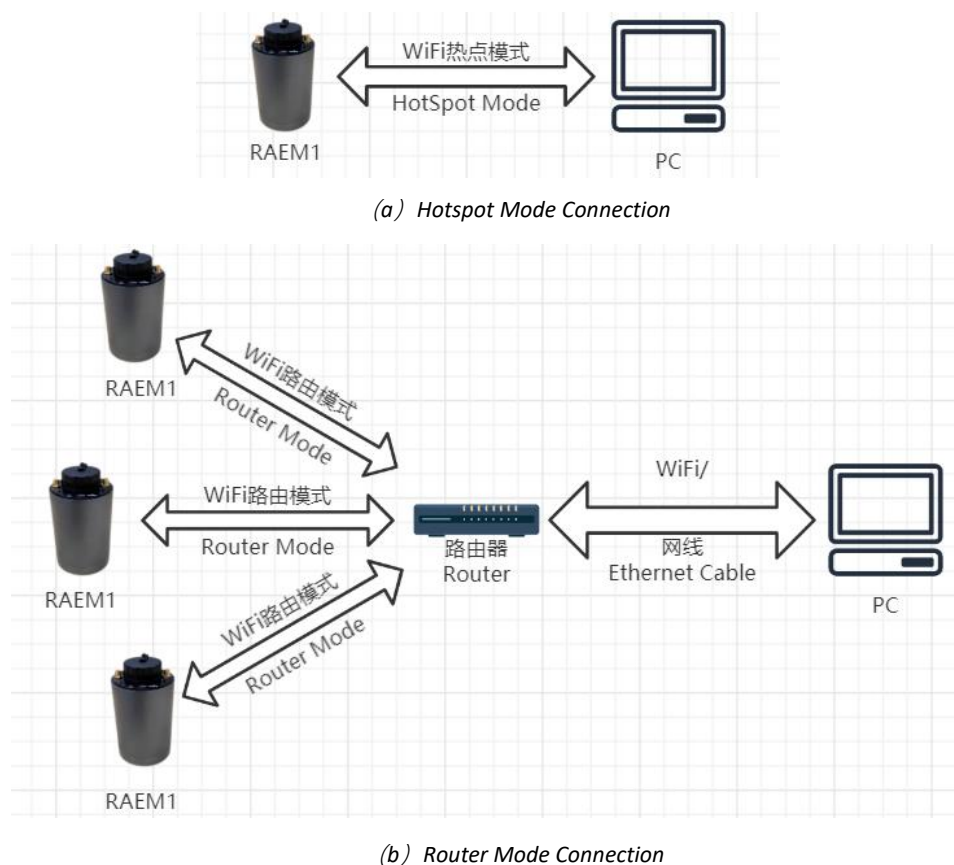 WiFi热点模式
HotSpot Mode
RAEM1
PC
(a) Hotspot Mode Connection
WiFi路由模式
Router Mode
RAEM1
WiFi路由模式
Router Mode
RAEM1
WiFi路由模式
Router Mode
RAEM1
路由器
Router
WiFi/
网线
Ethernet Cable
PC
(b) Router Mode Connection